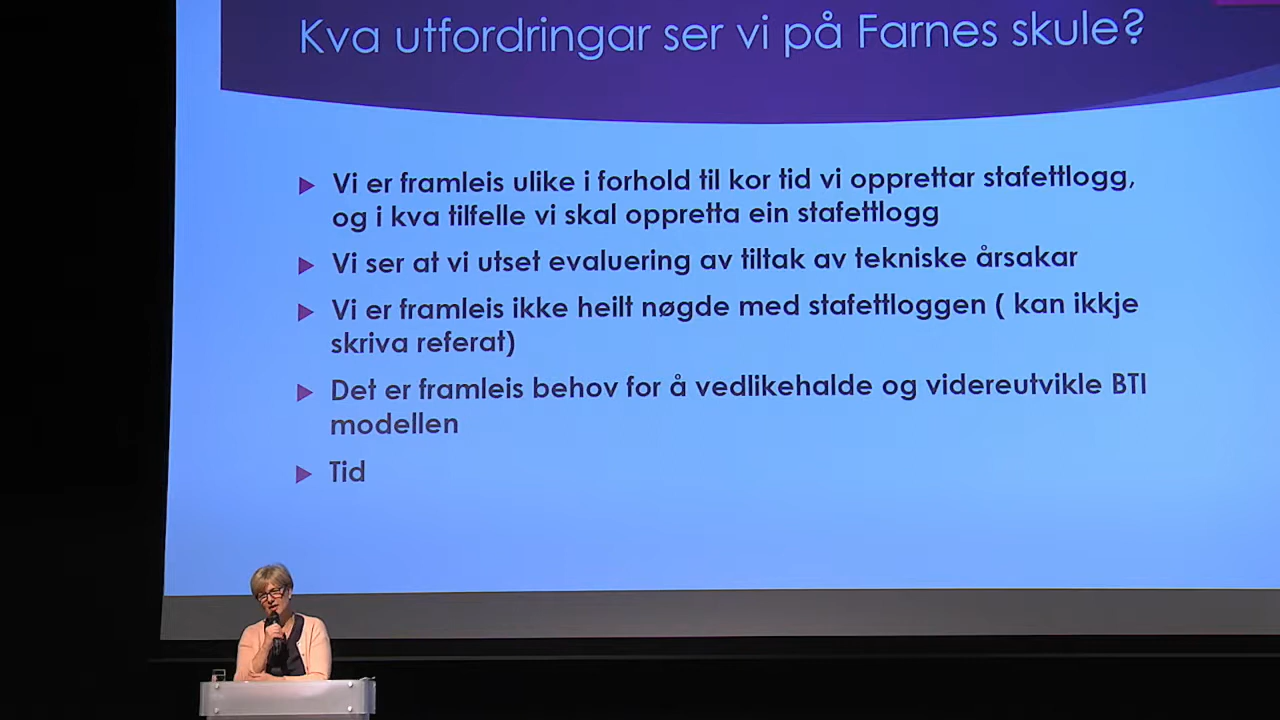 Kva utfordringar ser vi på Farnes skule?
Vi er framleis ulike i forhold til kor tid vi opprettar stafettlogg,
og i kva tilfelle vi skal oppretta ein stafettlogg
Vi ser at vi utset evaluering av tiltak av tekniske årsakar
Vi er framleis ikke heilt nøgde med stafettloggen ( kan ikkje
skriva referat)
Det er framleis behov for å vedlikehalde og videreutvikle BTI
modellen
Tid